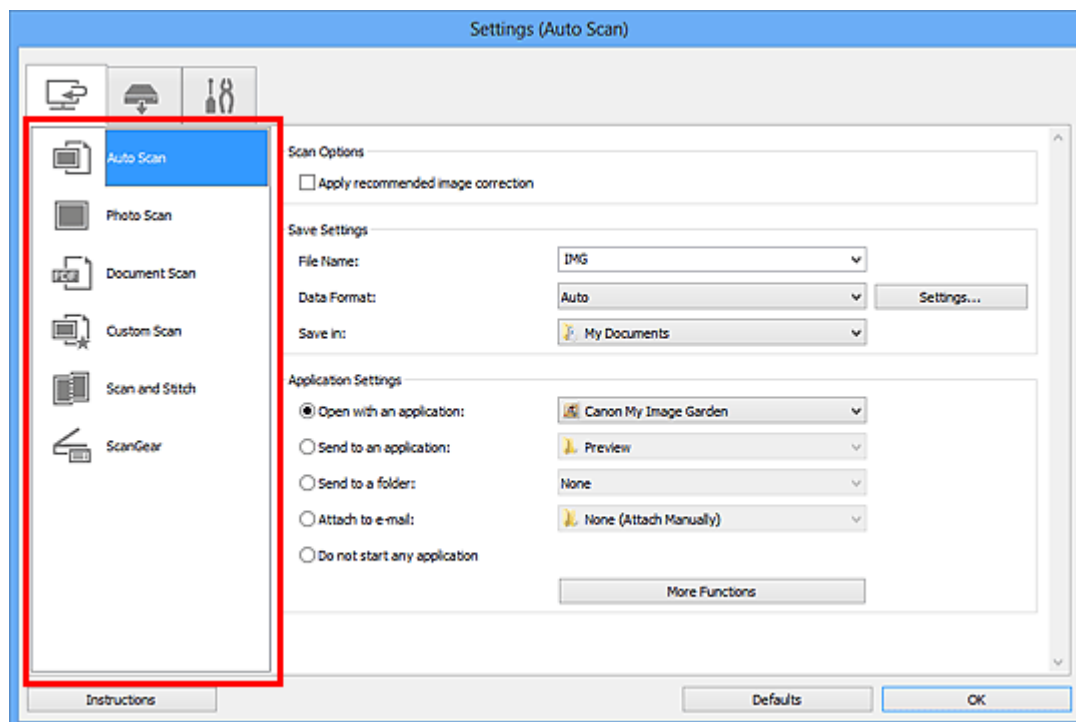 Settings (Auto Scan)
Auto Scan
Photo Scan
Document Scan
Custom Scan
Scan and Stitch
ScanGear
Scan Options
Apply recommended image correction
Save Settings
File Name: IMG
Data Format: Auto Settings...
Save in: My Documents
Application Settings
Open with an application: Canon My Image Garden
Send to an application: Preview
Send to a folder: None
Attach to e-mail: None (Attach Manually)
Do not start any application
More Functions
Instructions Defaults OK